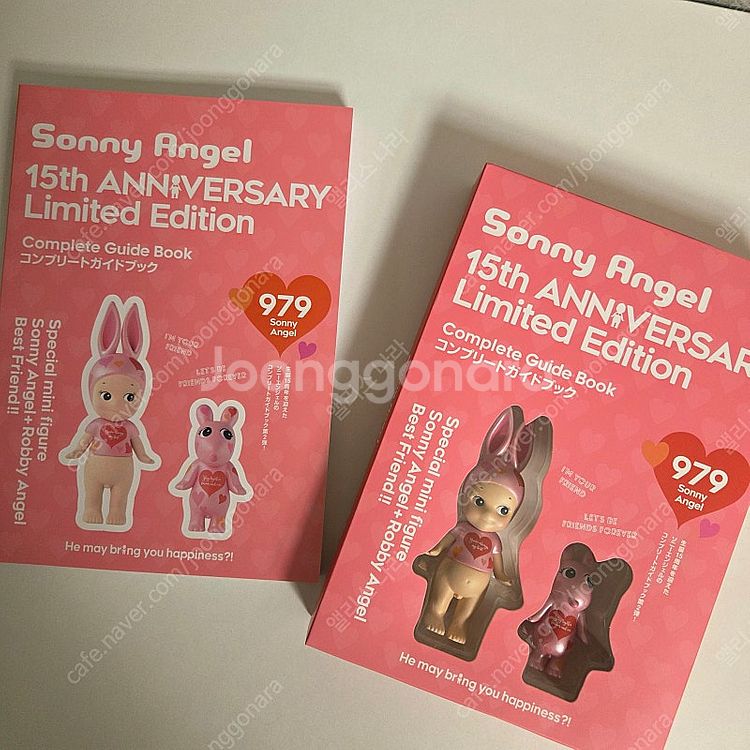 Sonny Angel
15th ANNIVERSARY
Limited Edition
Complete Guide Book
コンプリートガイドブック
979
Sonny
Angel
I'M YOUR
FRIEND
LET'S BE
FRIENDS FOREVER
Special mini figure
Sonny Angel+Robby Angel
Best Friend!!
He may bring you happiness?!
Sonny Angel
15th ANNIVERSAR
Limited Edition
Complete Guide Book
コンプリートガイドブック
979
Sonny
Angel
I'M YOUR
FRIEND
LET'S BE
FRIENDS FOREVER
Special mini figure
Sonny Angel+Robby Angel
Best Friend!!
He may bring you happiness?!
joonggonara
cafe.naver.com/joonggonara